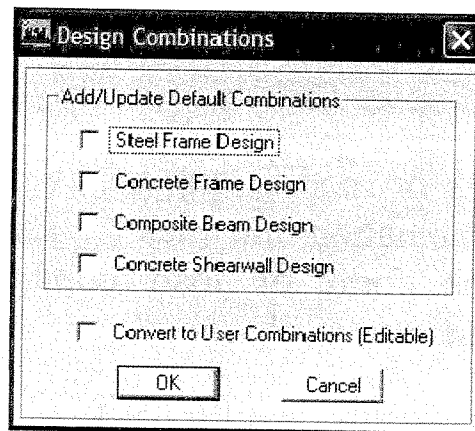 Design Combinations
Add/Update Default Combinations
Steel Frame Design
Concrete Frame Design
Composite Beam Design
Concrete Shearwall Design
Convert to User Combinations (Editable)
OK
Cancel